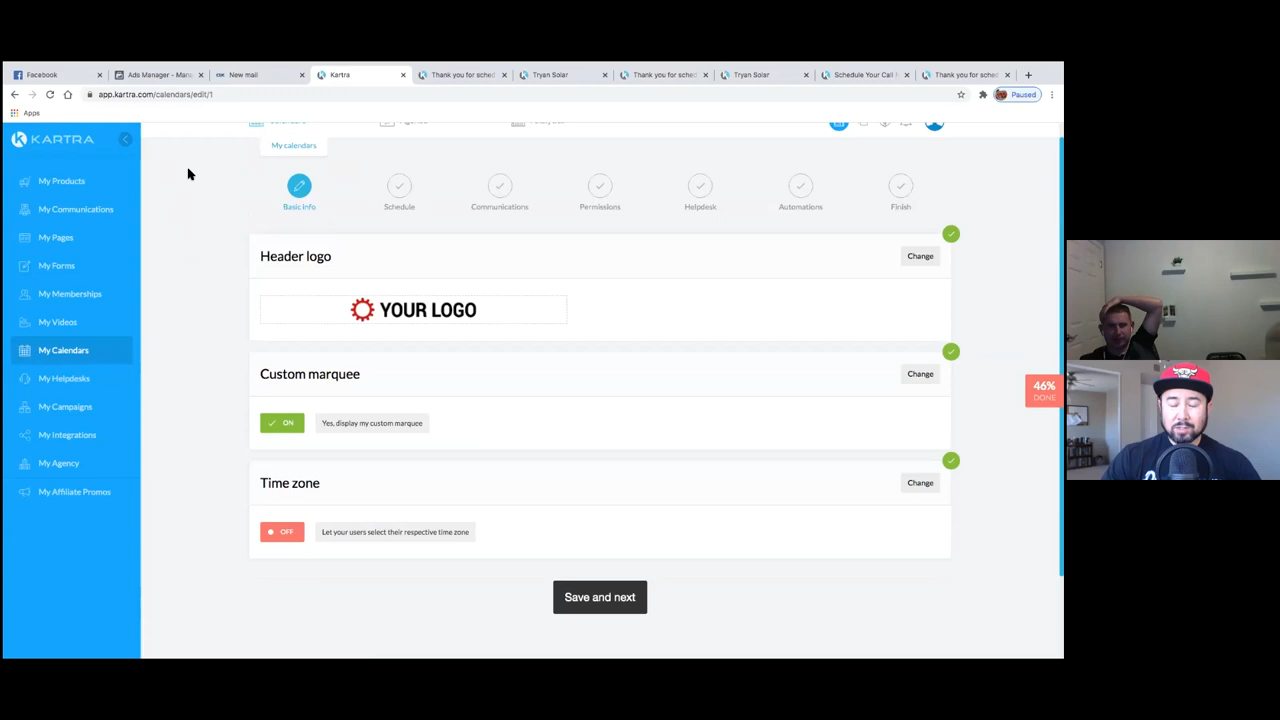 Facebook
Ads Manager - Mana
New mail
Kartra
Thank you for sched
Tryan Solar
Thank you for sched
Tryan Solar
Schedule Your Call
Thank you for sched
app.kartra.com/calendars/edit/1
Paused
Apps
KARTRA
My calendars
My Products
My Communications
My Pages
My Forms
My Memberships
My Videos
My Calendars
My Helpdesks
My Campaigns
My Integrations
My Agency
My Affiliate Promos
Basic info
Schedule
Communications
Permissions
Helpdesk
Automations
Finish
Header logo
Change
YOUR LOGO
Custom marquee
Change
ON
Yes, display my custom marquee
46%
DONE
Time zone
Change
OFF
Let your users select their respective time zone
Save and next